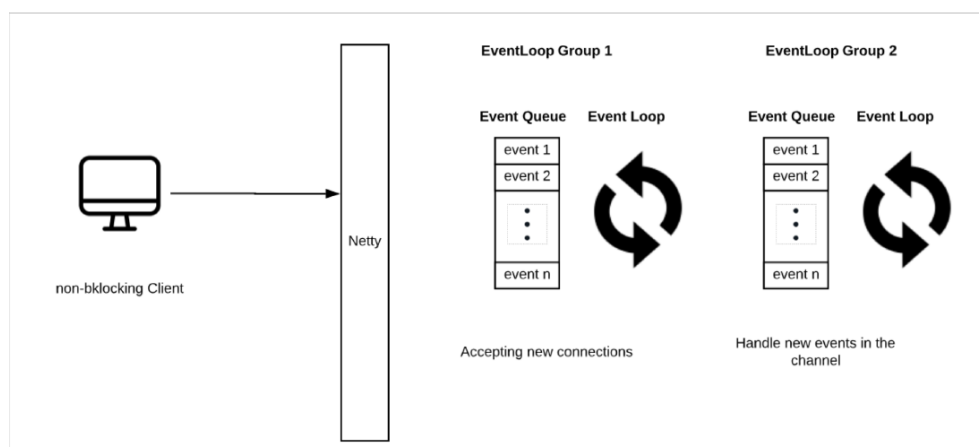 EventLoop Group 1
EventLoop Group 2
Event Queue
Event Loop
Event Queue
Event Loop
event 1
event 2
event n
event 1
event 2
event n
Netty
non-bklocking Client
Accepting new connections
Handle new events in the
channel